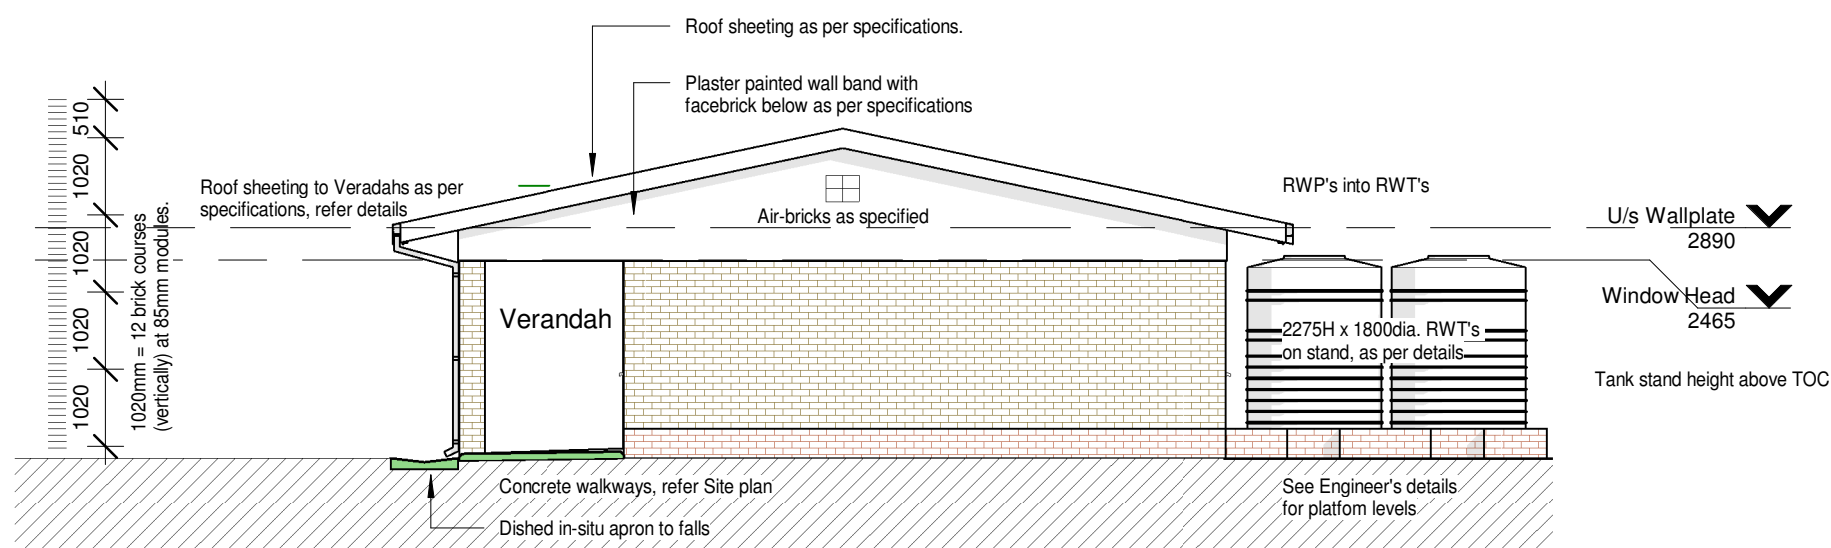 Roof sheeting as per specifications.
Plaster painted wall band with
facebrick below as per specifications
510
1020
1020
1020
1020
1020mm = 12 brick courses
(vertically) at 85mm modules.
Roof sheeting to Veradahs as per
specifications, refer details
Air-bricks as specified
RWP's into RWT's
U/s Wallplate
2890
Window Head
2465
Verandah
2275H x 1800dia. RWT's
on stand, as per details
Tank stand height above TOC
Concrete walkways, refer Site plan
Dished in-situ apron to falls
See Engineer's details
for platfom levels